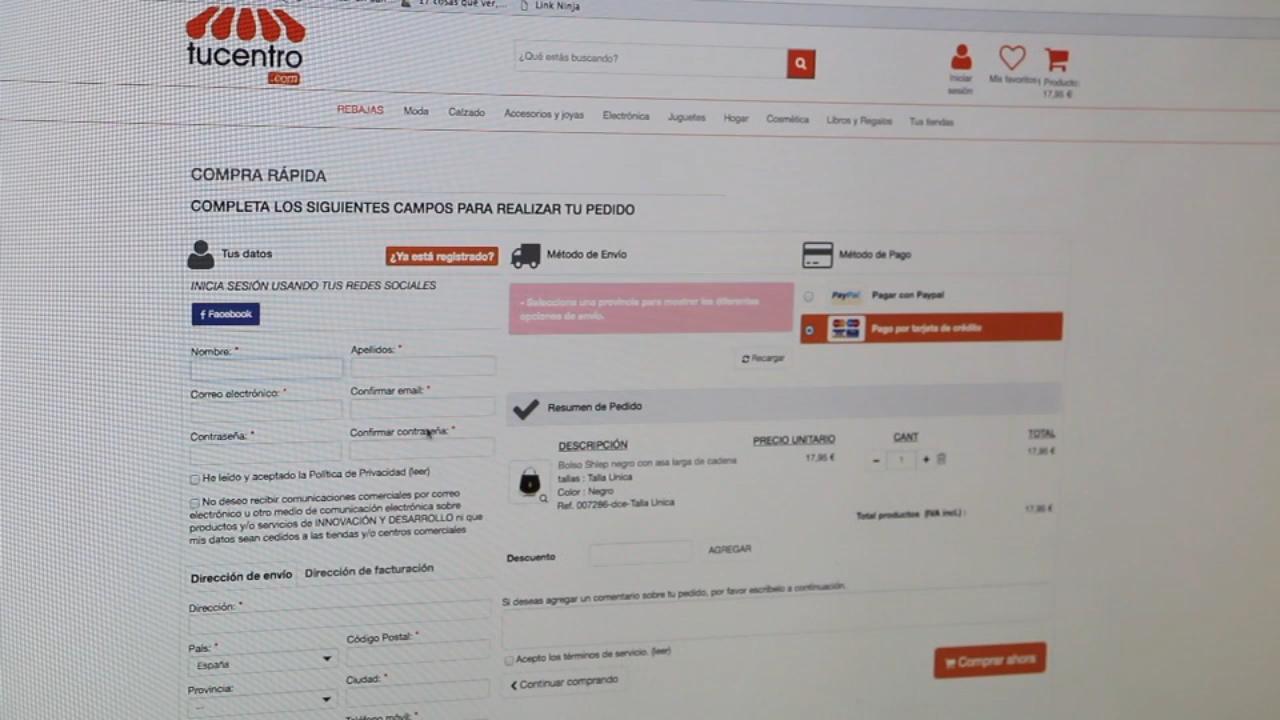 17 cosas que ver,...
Link Ninja
tucentro
.com
¿Qué estás buscando?
Iniciar sesión
Mis favoritos
1 Producto:
17,95 €
REBAJAS Moda Calzado Accesorios y joyas Electrónica Juguetes Hogar Cosmética Libros y Regalos Tus tiendas
COMPRA RÁPIDA
COMPLETA LOS SIGUIENTES CAMPOS PARA REALIZAR TU PEDIDO
Tus datos
¿Ya está registrado?
INICIA SESIÓN USANDO TUS REDES SOCIALES
f Facebook
Nombre: * Apellidos: *
Correo electrónico: * Confirmar email: *
Contraseña: * Confirmar contraseña: *
He leído y aceptado la Política de Privacidad (leer)
No deseo recibir comunicaciones comerciales por correo
electrónico u otro medio de comunicación electrónica sobre
productos y/o servicios de INNOVACIÓN Y DESARROLLO ni que
mis datos sean cedidos a las tiendas y/o centros comerciales
Dirección de envío Dirección de facturación
Dirección: *
País: * Código Postal: *
España
Provincia: Ciudad: *
--
Teléfono móvil: *
Método de Envío
- Selecciona una provincia para mostrar las diferentes
opciones de envío.
Recargar
Método de Pago
PayPal Pagar con Paypal
Pago por tarjeta de crédito
Resumen de Pedido
DESCRIPCIÓN PRECIO UNITARIO CANT TOTAL
Bolso Shlep negro con asa larga de cadena 17,95 € - 1 + 17,95 €
tallas : Talla Unica
Color : Negro
Ref. 007286-dce-Talla Unica
Total productos (IVA incl.) : 17,95 €
Descuento AGREGAR
Si deseas agregar un comentario sobre tu pedido, por favor escríbelo a continuación.
Acepto los términos de servicio. (leer)
Continuar comprando
Comprar ahora